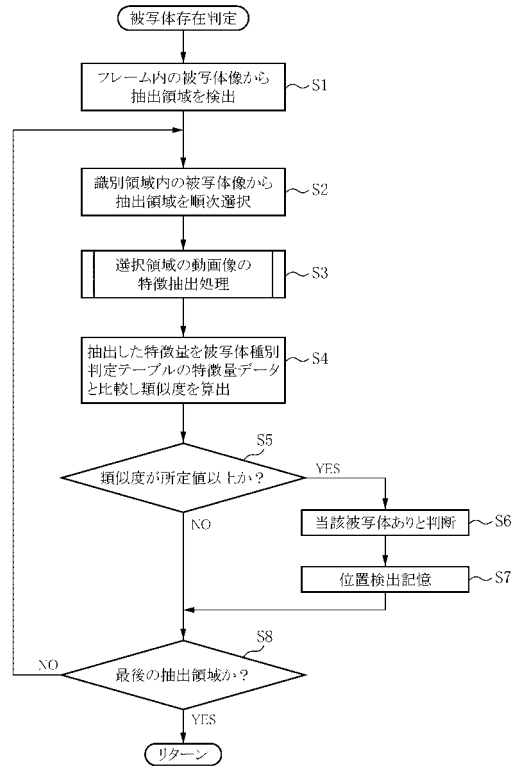 被写体存在判定
フレーム内の被写体像から
抽出領域を検出
S1
識別領域内の被写体像から
抽出領域を順次選択
S2
選択領域の動画像の
特徴抽出処理
S3
抽出した特徴量を被写体種別
判定テーブルの特徴量データ
と比較し類似度を算出
S4
S5
類似度が所定値以上か?
YES
NO
当該被写体ありと判断
S6
位置検出記憶
S7
S8
最後の抽出領域か?
NO
YES
リターン